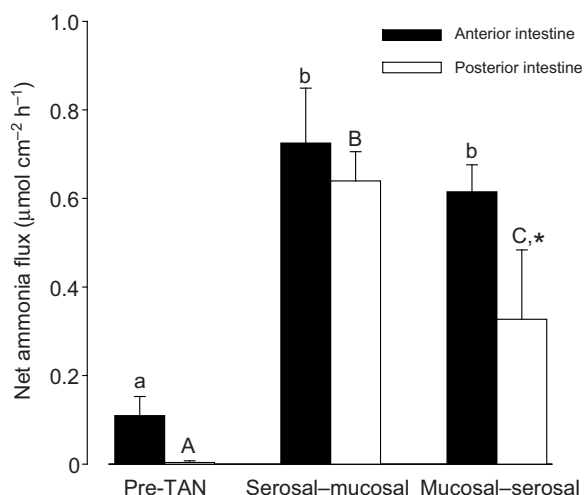 Net ammonia flux (μmol cm⁻² h⁻¹)
1.0
0.8
0.6
0.4
0.2
0
Anterior intestine
Posterior intestine
a
A
b
B
b
C,*
Pre-TAN
Serosal–mucosal
Mucosal–serosal